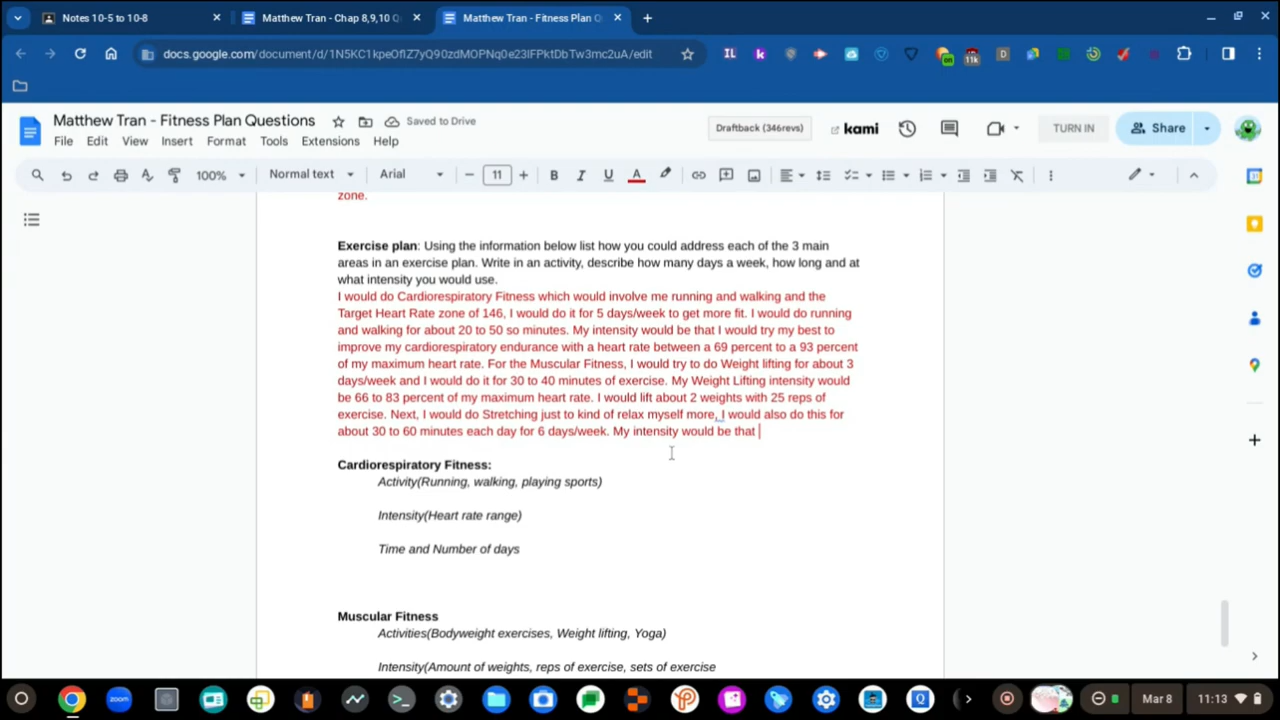 Notes 10-5 to 10-8
Matthew Tran - Chap 8,9,10 Q
Matthew Tran - Fitness Plan Q
docs.google.com/document/d/
/edit
11k
on
Matthew Tran - Fitness Plan Questions
Saved to Drive
File Edit View Insert Format Tools Extensions Help
Draftback (346revs)
kami
TURN IN
Share
100%
Normal text
Arial
11
zone.
Exercise plan: Using the information below list how you could address each of the 3 main
areas in an exercise plan. Write in an activity, describe how many days a week, how long and at
what intensity you would use.
I would do Cardiorespiratory Fitness which would involve me running and walking and the
Target Heart Rate zone of 146, I would do it for 5 days/week to get more fit. I would do running
and walking for about 20 to 50 so minutes. My intensity would be that I would try my best to
improve my cardiorespiratory endurance with a heart rate between a 69 percent to a 93 percent
of my maximum heart rate. For the Muscular Fitness, I would try to do Weight lifting for about 3
days/week and I would do it for 30 to 40 minutes of exercise. My Weight Lifting intensity would
be 66 to 83 percent of my maximum heart rate. I would lift about 2 weights with 25 reps of
exercise. Next, I would do Stretching just to kind of relax myself more, I would also do this for
about 30 to 60 minutes each day for 6 days/week. My intensity would be that
Cardiorespiratory Fitness:
Activity(Running, walking, playing sports)
Intensity(Heart rate range)
Time and Number of days
Muscular Fitness
Activities(Bodyweight exercises, Weight lifting, Yoga)
Intensity(Amount of weights, reps of exercise, sets of exercise
zoom
Mar 8
11:13